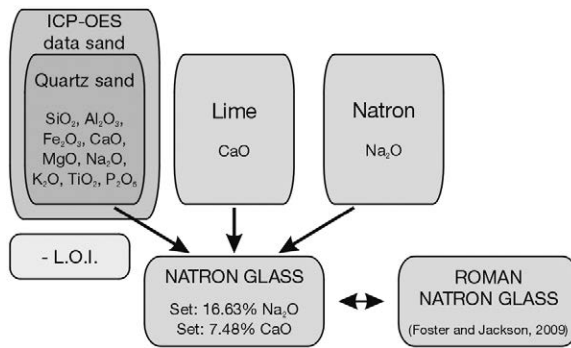 ICP-OES
data sand
Quartz sand
SiO₂, Al₂O₃,
Fe₂O₃, CaO,
MgO, Na₂O,
K₂O, TiO₂, P₂O₅
Lime
CaO
Natron
Na₂O
- L.O.I.
NATRON GLASS
Set: 16.63% Na₂O
Set: 7.48% CaO
ROMAN
NATRON GLASS
(Foster and Jackson, 2009)